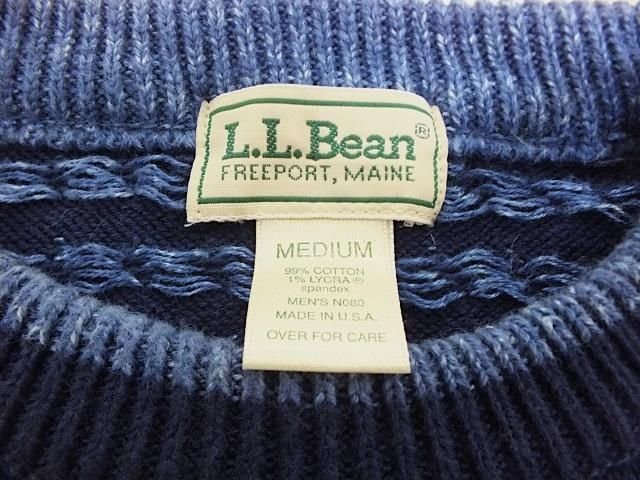 L.L.Bean®
FREEPORT, MAINE
MEDIUM
99% COTTON
1% LYCRA ®
spandex
MEN'S N080
MADE IN U.S.A.
OVER FOR CARE